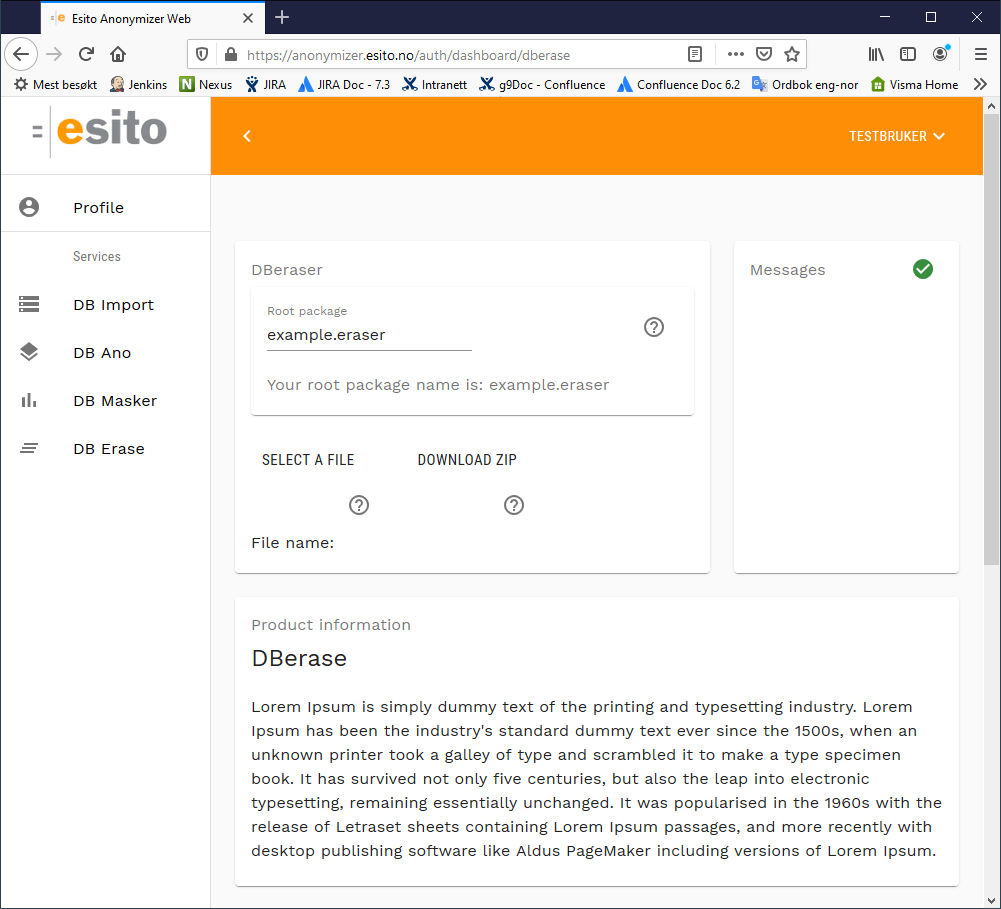 Esito Anonymizer Web
https://anonymizer.esito.no/auth/dashboard/dberase
Mest besøkt Jenkins Nexus JIRA JIRA Doc - 7.3 Intranett g9Doc - Confluence Confluence Doc 6.2 Ordbok eng-nor Visma Home
esito
TESTBRUKER
Profile
Services
DB Import
DB Ano
DB Masker
DB Erase
DBeraser
Root package
example.eraser
Your root package name is: example.eraser
SELECT A FILE DOWNLOAD ZIP
File name:
Messages
Product information
DBerase
Lorem Ipsum is simply dummy text of the printing and typesetting industry. Lorem
Ipsum has been the industry's standard dummy text ever since the 1500s, when an
unknown printer took a galley of type and scrambled it to make a type specimen
book. It has survived not only five centuries, but also the leap into electronic
typesetting, remaining essentially unchanged. It was popularised in the 1960s with the
release of Letraset sheets containing Lorem Ipsum passages, and more recently with
desktop publishing software like Aldus PageMaker including versions of Lorem Ipsum.